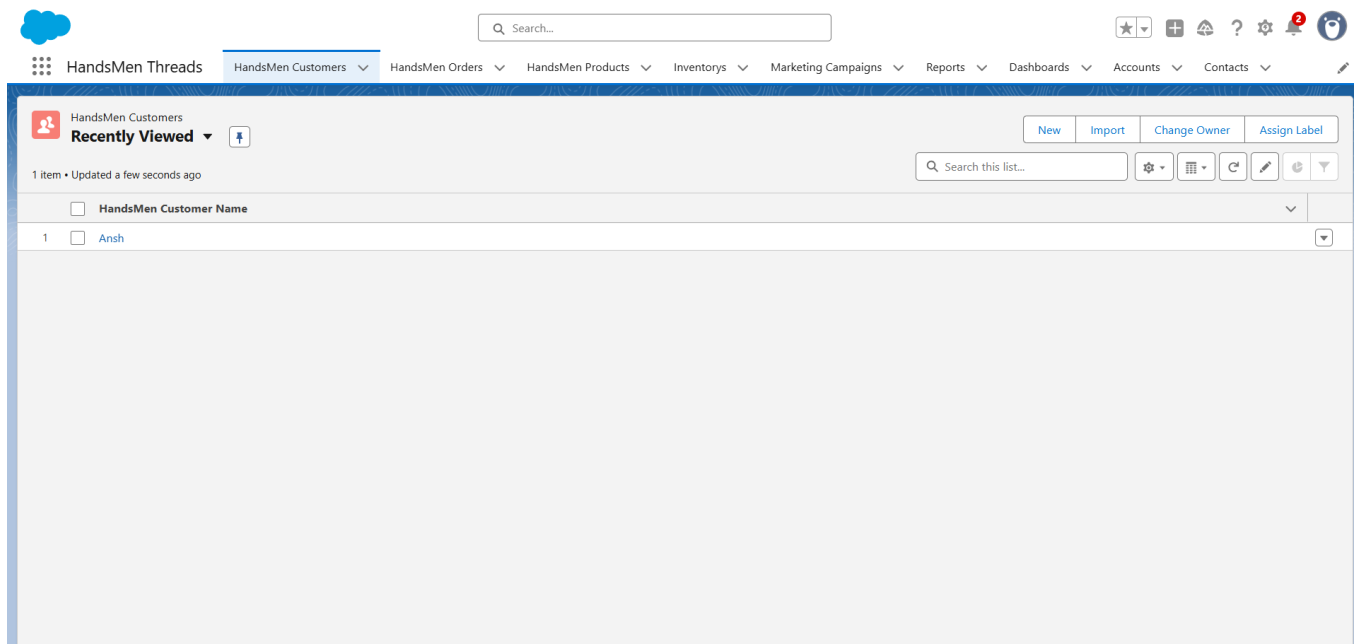 Search...
2
HandsMen Threads
HandsMen Customers
HandsMen Orders
HandsMen Products
Inventorys
Marketing Campaigns
Reports
Dashboards
Accounts
Contacts
HandsMen Customers
Recently Viewed
New
Import
Change Owner
Assign Label
1 item • Updated a few seconds ago
Search this list...
HandsMen Customer Name
1
Ansh